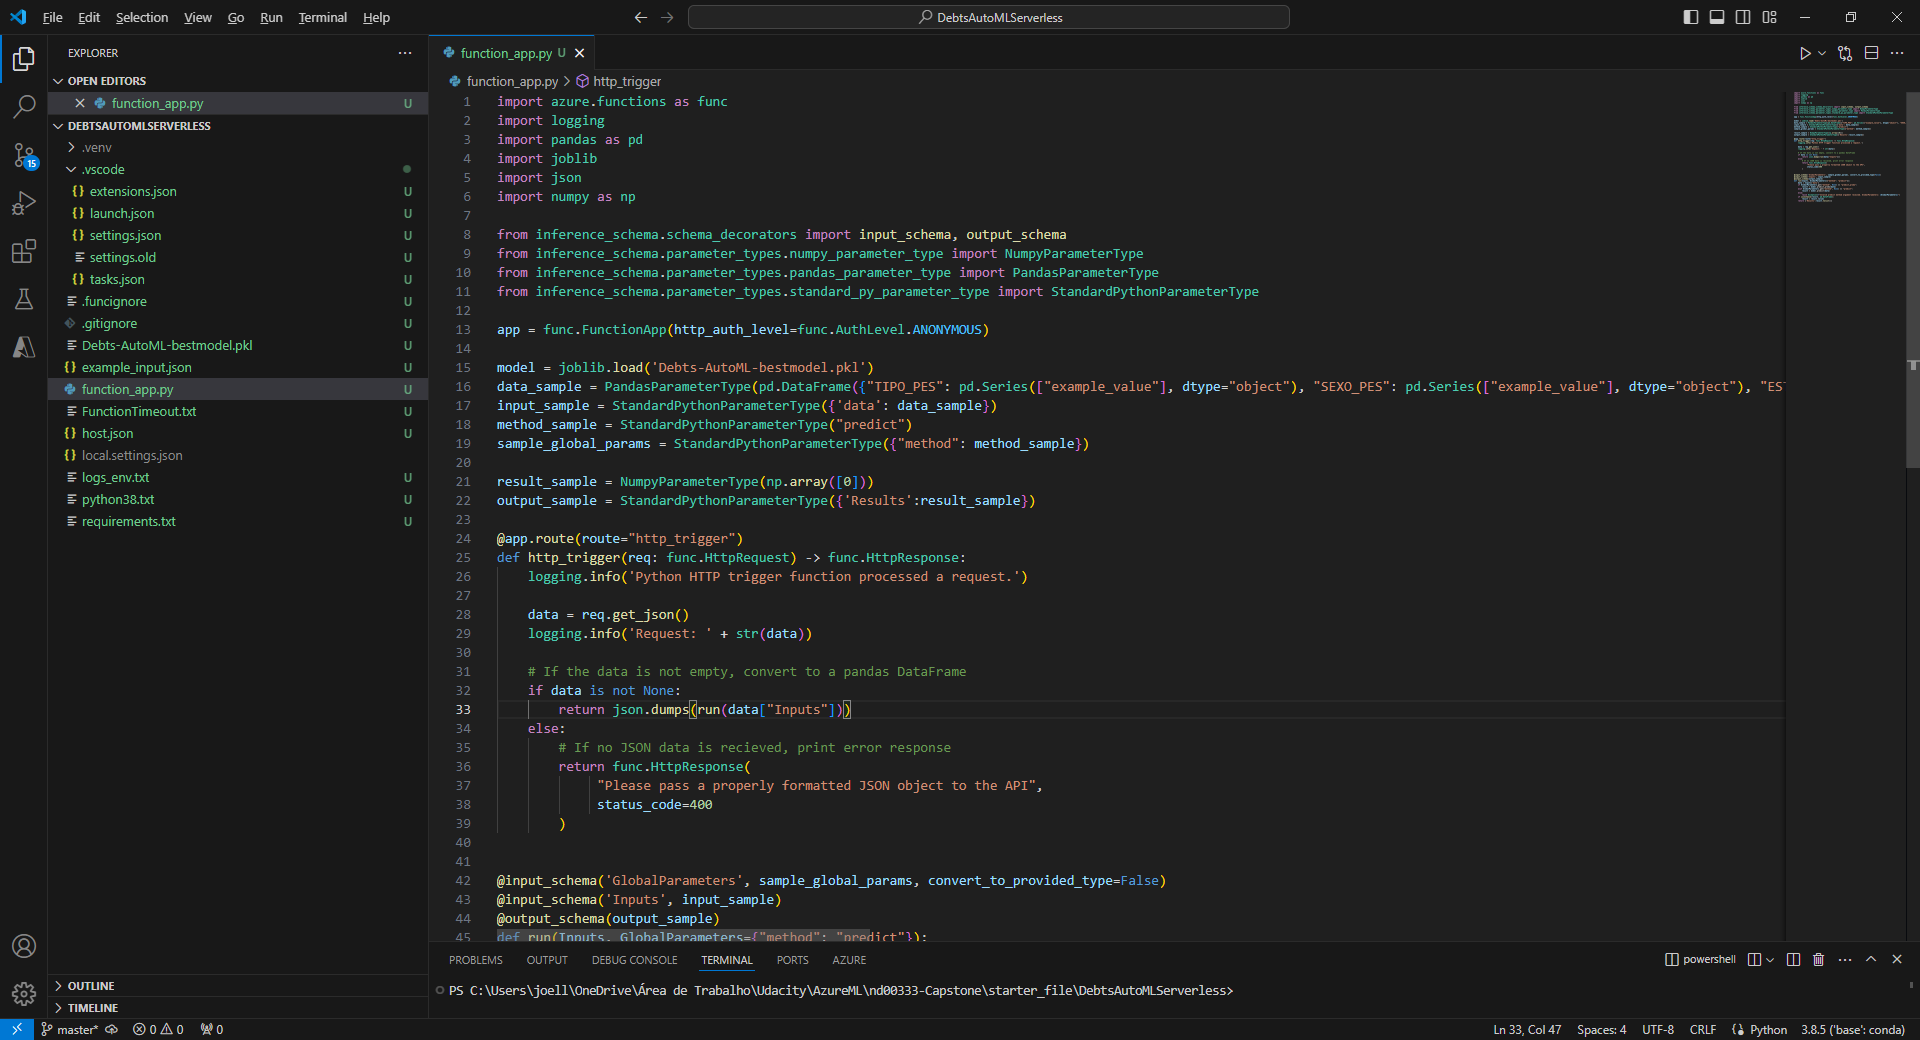 File Edit Selection View Go Run Terminal Help
DebtsAutoMLServerless
EXPLORER
OPEN EDITORS
function_app.py U
DEBTSAUTOMLSERVERLESS
.venv
.vscode
extensions.json U
launch.json U
settings.json U
settings.old U
tasks.json U
.funcignore U
.gitignore U
Debts-AutoML-bestmodel.pkl U
example_input.json U
function_app.py U
FunctionTimeout.txt U
host.json U
local.settings.json
logs_env.txt U
python38.txt U
requirements.txt U
OUTLINE
TIMELINE
15
function_app.py U
function_app.py > http_trigger
1 import azure.functions as func
2 import logging
3 import pandas as pd
4 import joblib
5 import json
6 import numpy as np
7
8 from inference_schema.schema_decorators import input_schema, output_schema
9 from inference_schema.parameter_types.numpy_parameter_type import NumpyParameterType
10 from inference_schema.parameter_types.pandas_parameter_type import PandasParameterType
11 from inference_schema.parameter_types.standard_py_parameter_type import StandardPythonParameterType
12
13 app = func.FunctionApp(http_auth_level=func.AuthLevel.ANONYMOUS)
14
15 model = joblib.load('Debts-AutoML-bestmodel.pkl')
16 data_sample = PandasParameterType(pd.DataFrame({"TIPO_PES": pd.Series(["example_value"], dtype="object"), "SEXO_PES": pd.Series(["example_value"], dtype="object"), "EST
17 input_sample = StandardPythonParameterType({'data': data_sample})
18 method_sample = StandardPythonParameterType("predict")
19 sample_global_params = StandardPythonParameterType({"method": method_sample})
20
21 result_sample = NumpyParameterType(np.array([0]))
22 output_sample = StandardPythonParameterType({'Results':result_sample})
23
24 @app.route(route="http_trigger")
25 def http_trigger(req: func.HttpRequest) -> func.HttpResponse:
26 logging.info('Python HTTP trigger function processed a request.')
27
28 data = req.get_json()
29 logging.info('Request: ' + str(data))
30
31 # If the data is not empty, convert to a pandas DataFrame
32 if data is not None:
33 return json.dumps(run(data["Inputs"]))
34 else:
35 # If no JSON data is recieved, print error response
36 return func.HttpResponse(
37 "Please pass a properly formatted JSON object to the API",
38 status_code=400
39 )
40
41
42 @input_schema('GlobalParameters', sample_global_params, convert_to_provided_type=False)
43 @input_schema('Inputs', input_sample)
44 @output_schema(output_sample)
45 def run(Inputs, GlobalParameters={"method": "predict"}):
PROBLEMS OUTPUT DEBUG CONSOLE TERMINAL PORTS AZURE
powershell
PS C:\Users\joell\OneDrive\Área de Trabalho\Udacity\AzureML\nd00333-Capstone\starter_file\DebtsAutoMLServerless>
master* 0 0 0
Ln 33, Col 47 Spaces: 4 UTF-8 CRLF Python 3.8.5 ('base': conda)